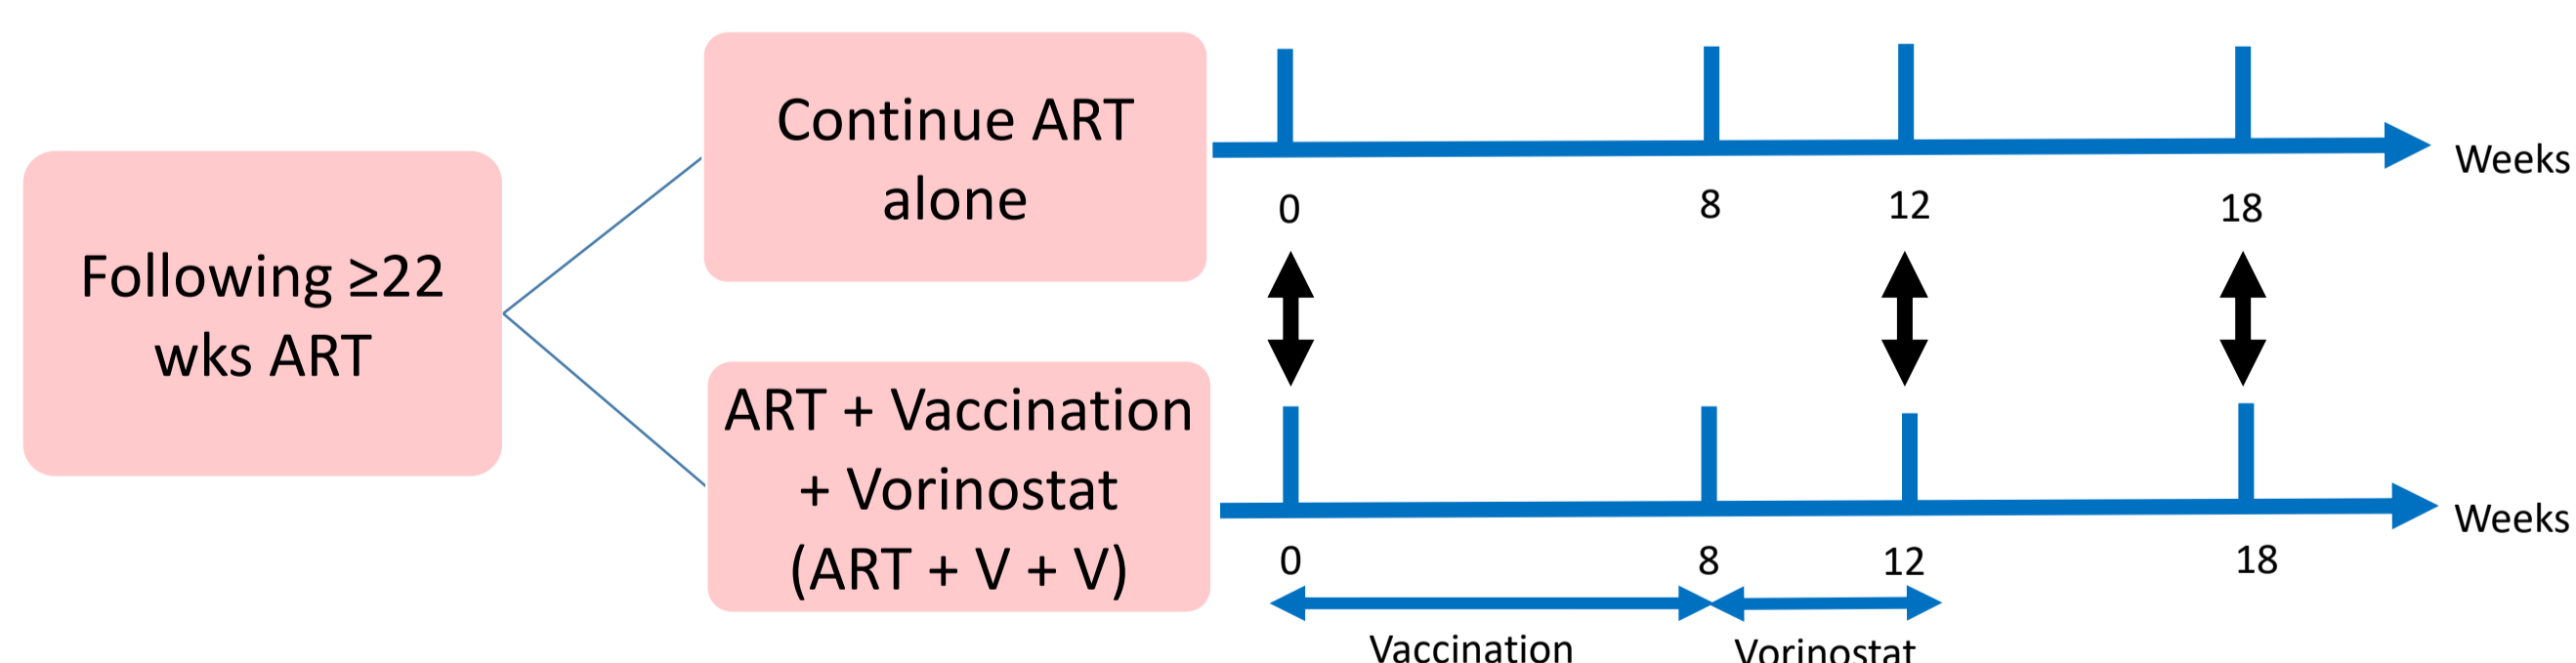 Following ≥22
wks ART
Continue ART
alone
Weeks
0 8 12 18
ART + Vaccination
+ Vorinostat
(ART + V + V)
Weeks
0 8 12 18
Vaccination Vorinostat